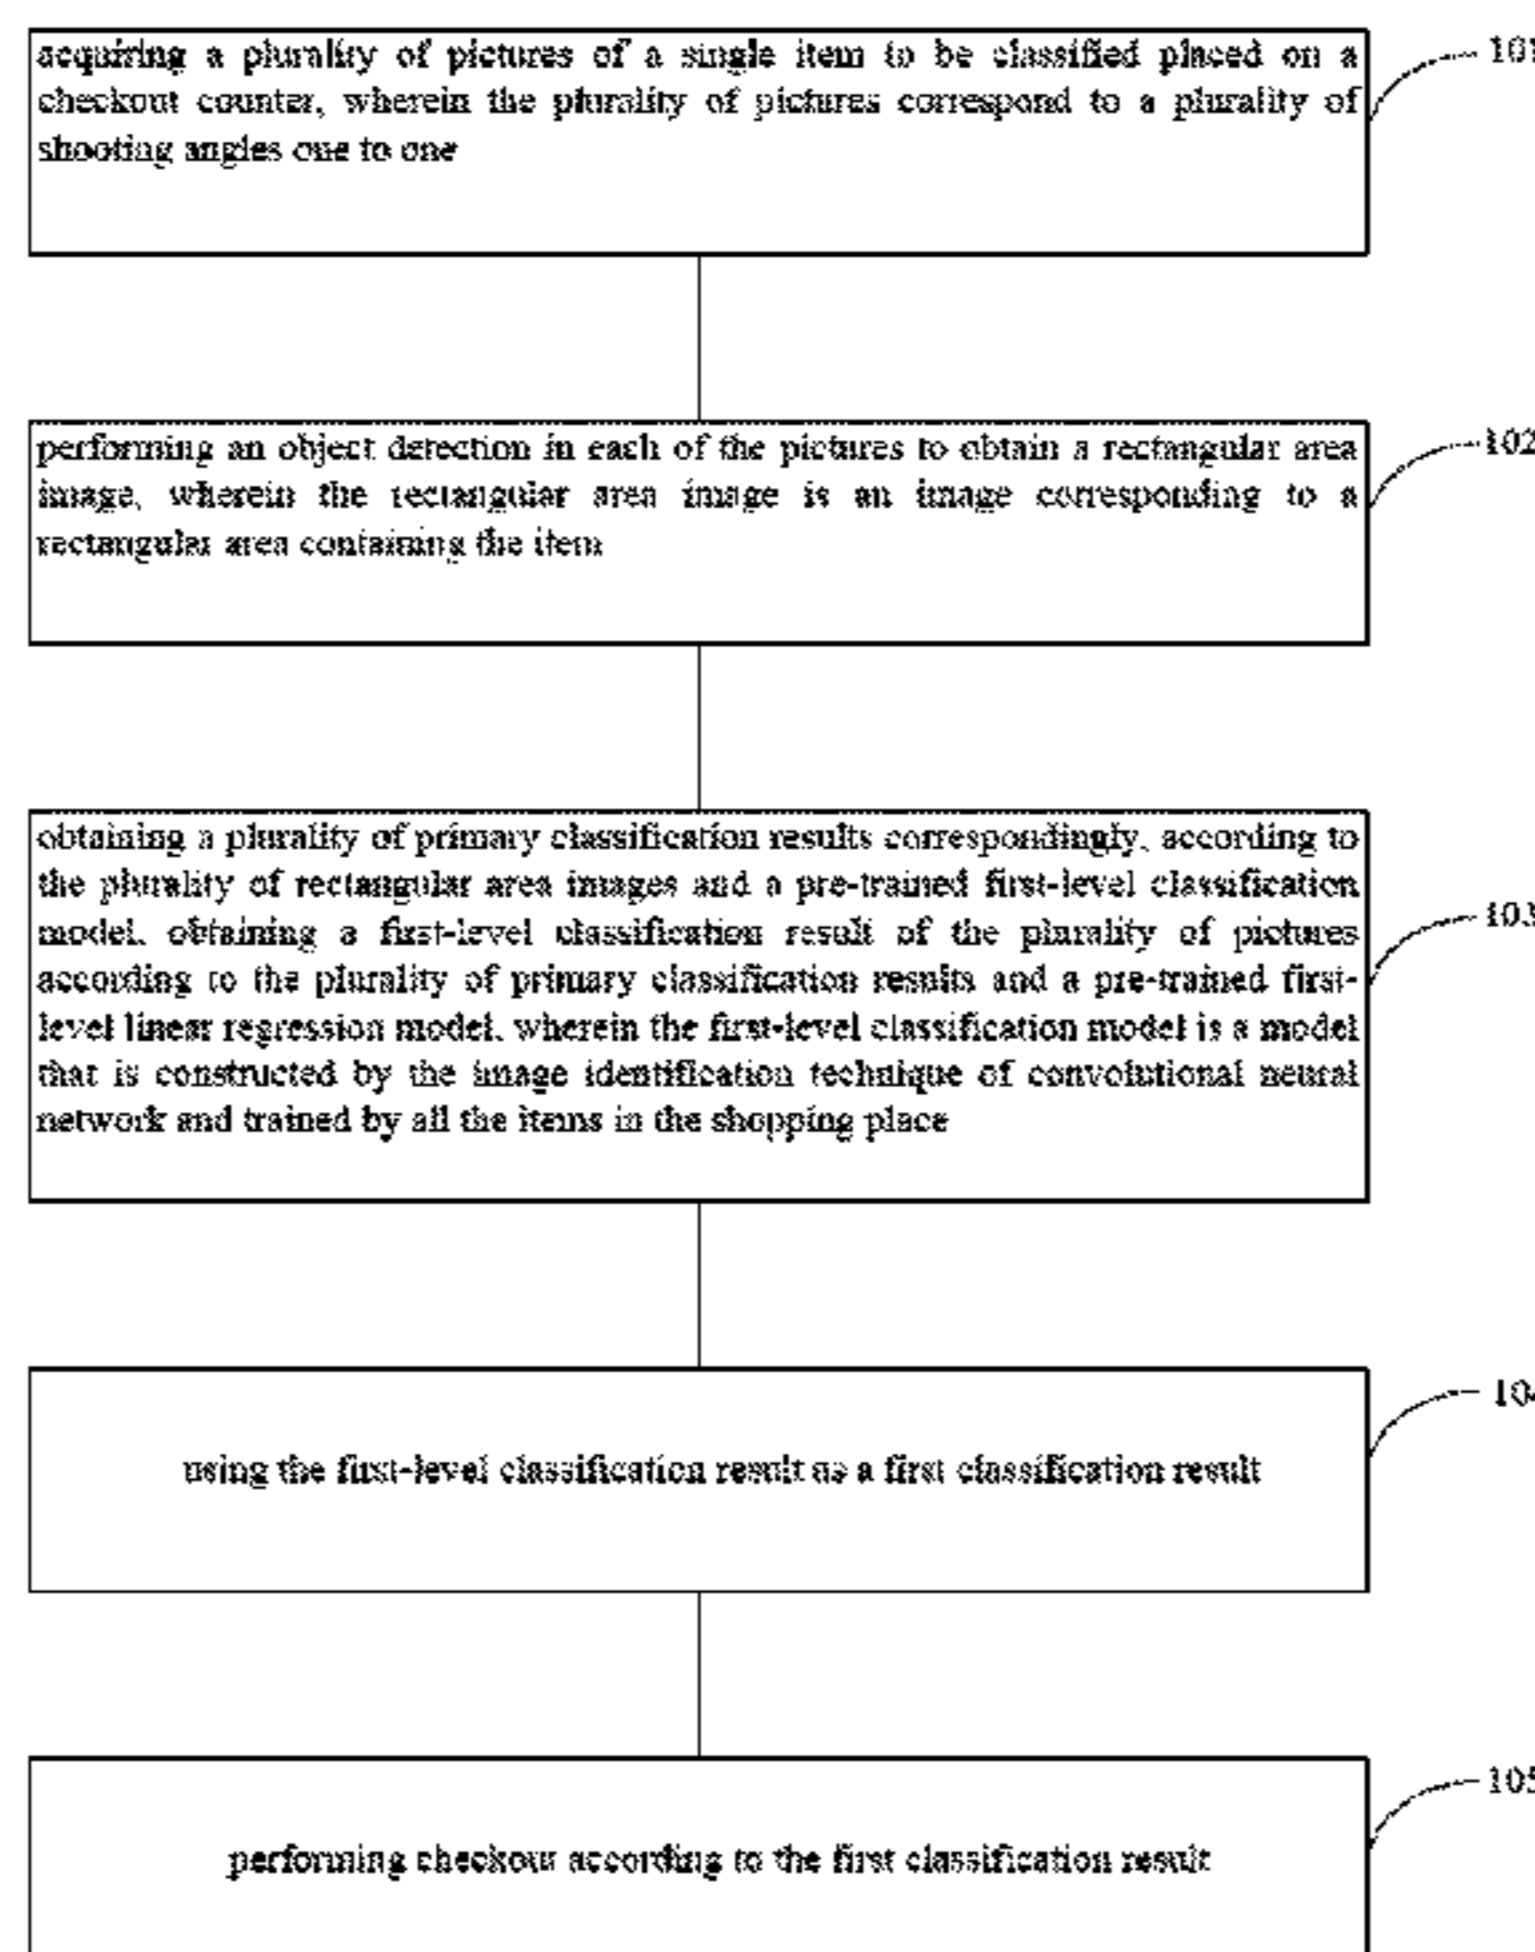 acquiring a plurality of pictures of a single item to be classified placed on a
checkout counter, wherein the plurality of pictures correspond to a plurality of
shooting angles one to one
101
performing an object detection in each of the pictures to obtain a rectangular area
image, wherein the rectangular area image is an image corresponding to a
rectangular area containing the item
102
obtaining a plurality of primary classification results correspondingly, according to
the plurality of rectangular area images and a pre-trained first-level classification
model, obtaining a first-level classification result of the plurality of pictures
according to the plurality of primary classification results and a pre-trained first-
level linear regression model, wherein the first-level classification model is a model
that is constructed by the image identification technique of convolutional neural
network and trained by all the items in the shopping place
103
using the first-level classification result as a first classification result
104
performing checkout according to the first classification result
105